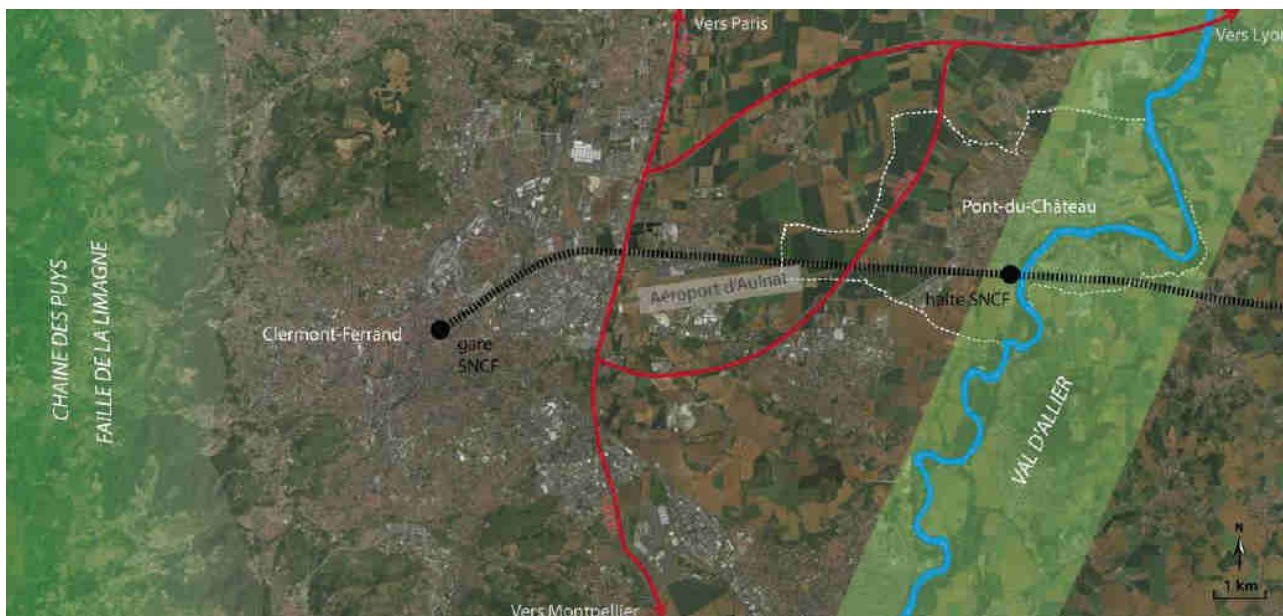 Vers Paris
Vers Lyon
Pont-du-Château
Aéroport d'Aulnat
halte SNCF
Clermont-Ferrand
gare
SNCF
CHAINE DES PUYS
FAILLE DE LA LIMAGNE
VAL D'ALLIER
N
1 km
Vers Montpellier